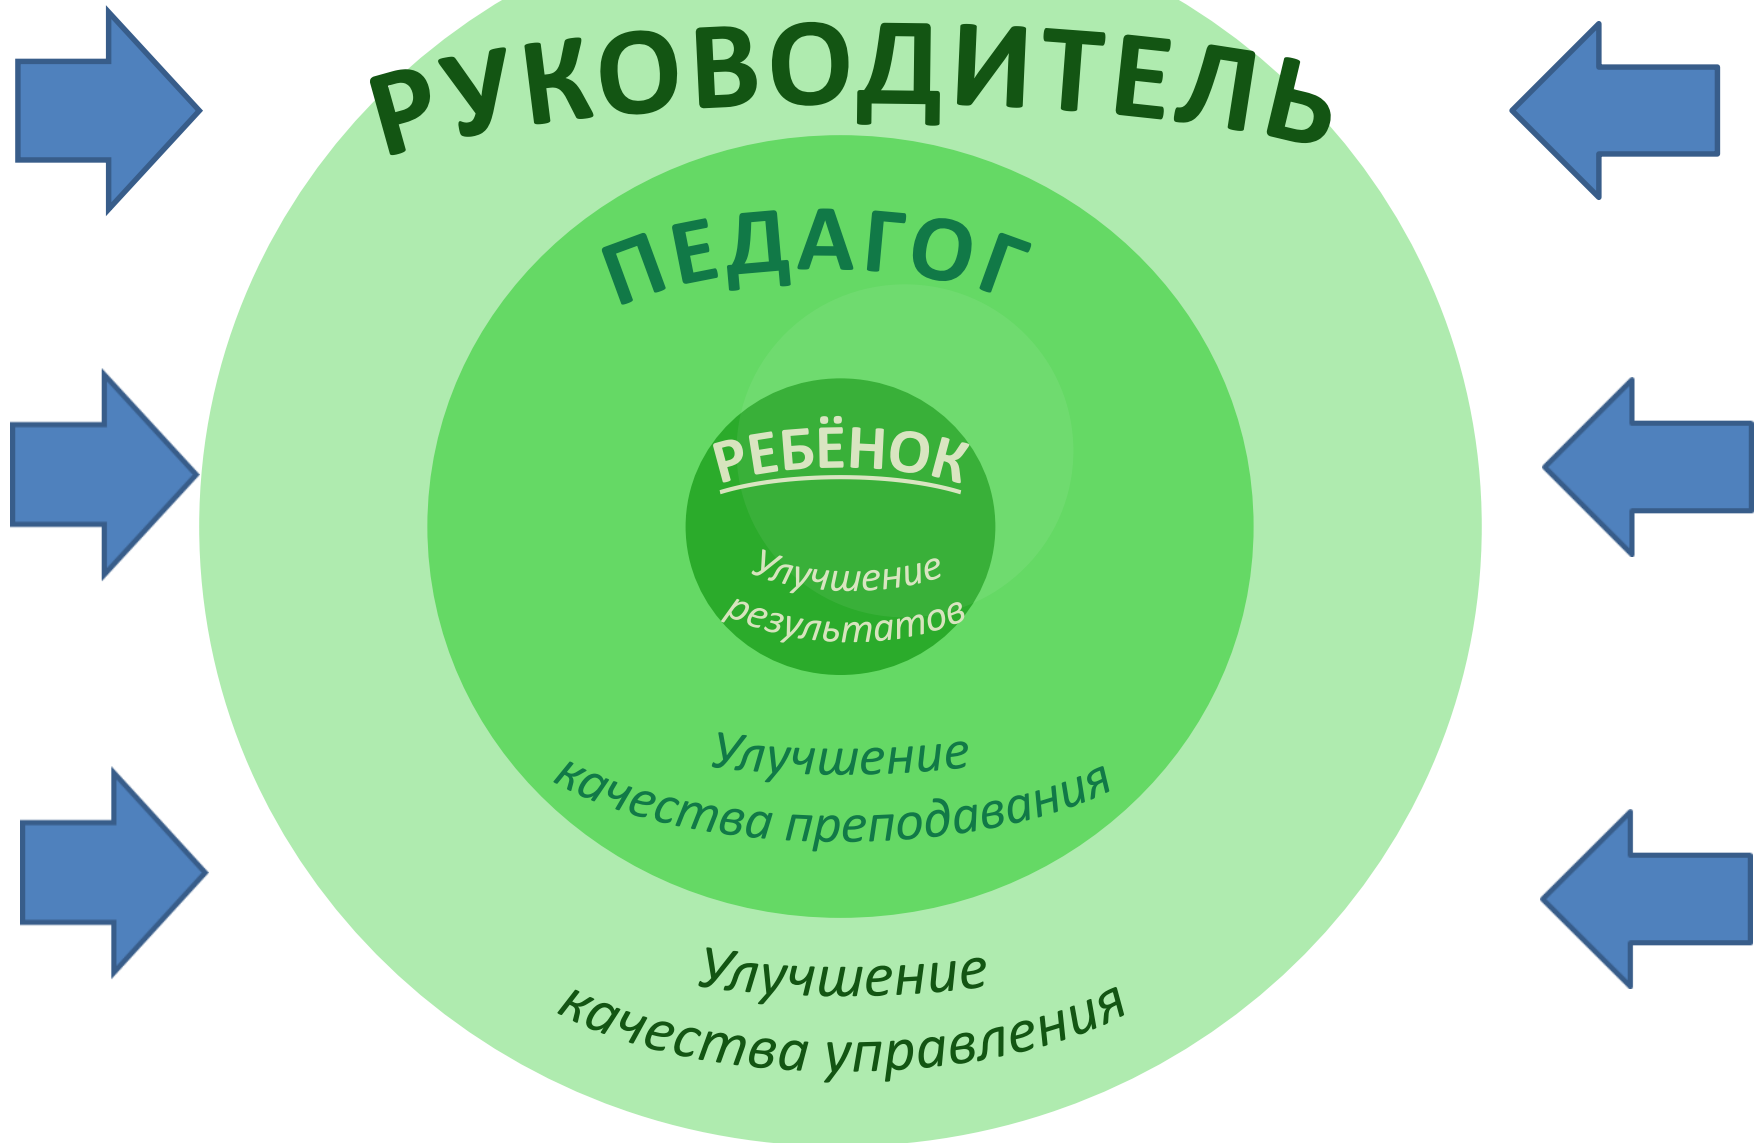 РУКОВОДИТЕЛЬ
ПЕДАГОГ
РЕБЁНОК
Улучшение
результатов
Улучшение
качества преподавания
Улучшение
качества управления